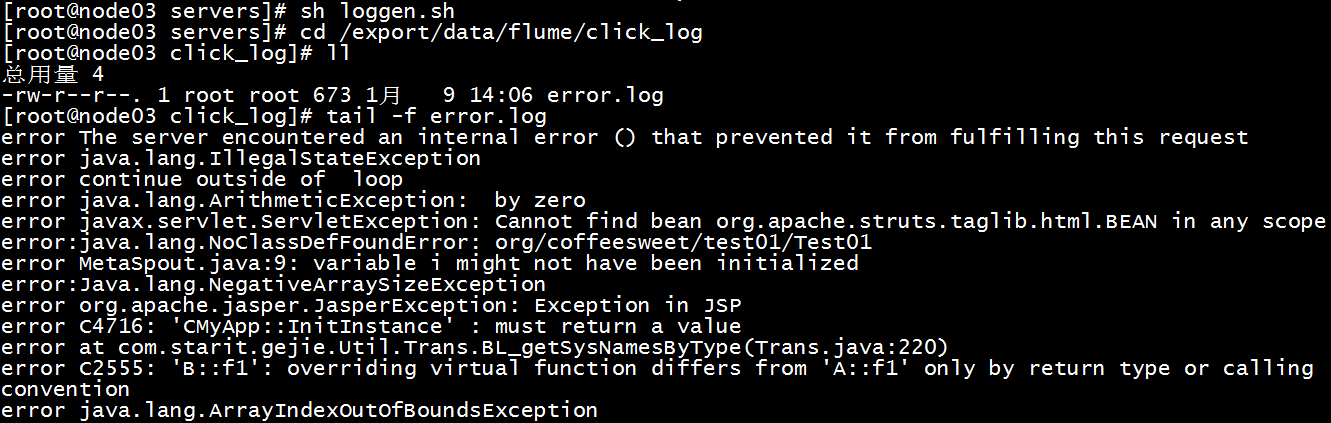 [root@node03 servers]# sh loggen.sh
[root@node03 servers]# cd /export/data/flume/click_log
[root@node03 click_log]# ll
总用量 4
-rw-r--r--. 1 root root 673 1月   9 14:06 error.log
[root@node03 click_log]# tail -f error.log
error The server encountered an internal error () that prevented it from fulfilling this request
error java.lang.IllegalStateException
error continue outside of  loop
error java.lang.ArithmeticException:  by zero
error javax.servlet.ServletException: Cannot find bean org.apache.struts.taglib.html.BEAN in any scope
error:java.lang.NoClassDefFoundError: org/coffeesweet/test01/Test01
error MetaSpout.java:9: variable i might not have been initialized
error:Java.lang.NegativeArraySizeException
error org.apache.jasper.JasperException: Exception in JSP
error C4716: 'CMyApp::InitInstance' : must return a value
error at com.starit.gejie.Util.Trans.BL_getSysNamesByType(Trans.java:220)
error C2555: 'B::f1': overriding virtual function differs from 'A::f1' only by return type or calling
convention
error java.lang.ArrayIndexOutOfBoundsException